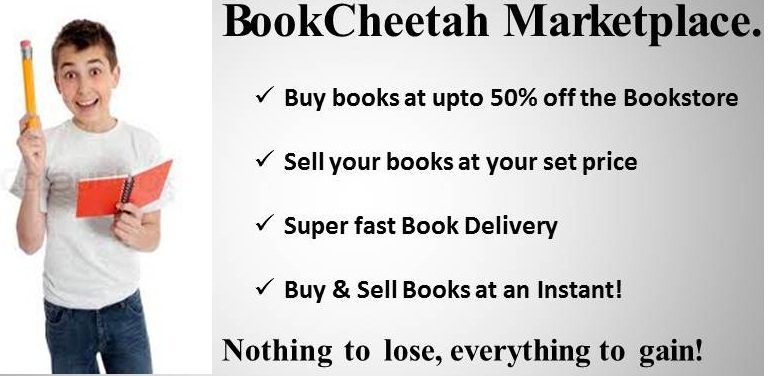 BookCheetah Marketplace.
✓ Buy books at upto 50% off the Bookstore
✓ Sell your books at your set price
✓ Super fast Book Delivery
✓ Buy & Sell Books at an Instant!
Nothing to lose, everything to gain!